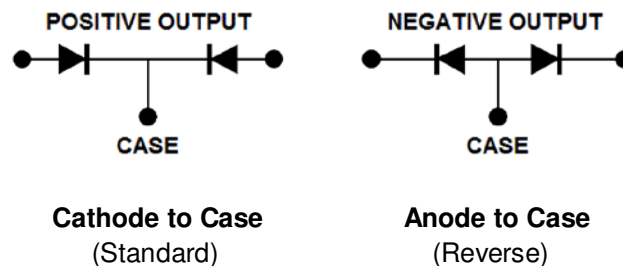 POSITIVE OUTPUT
NEGATIVE OUTPUT
CASE
CASE
Cathode to Case
(Standard)
Anode to Case
(Reverse)